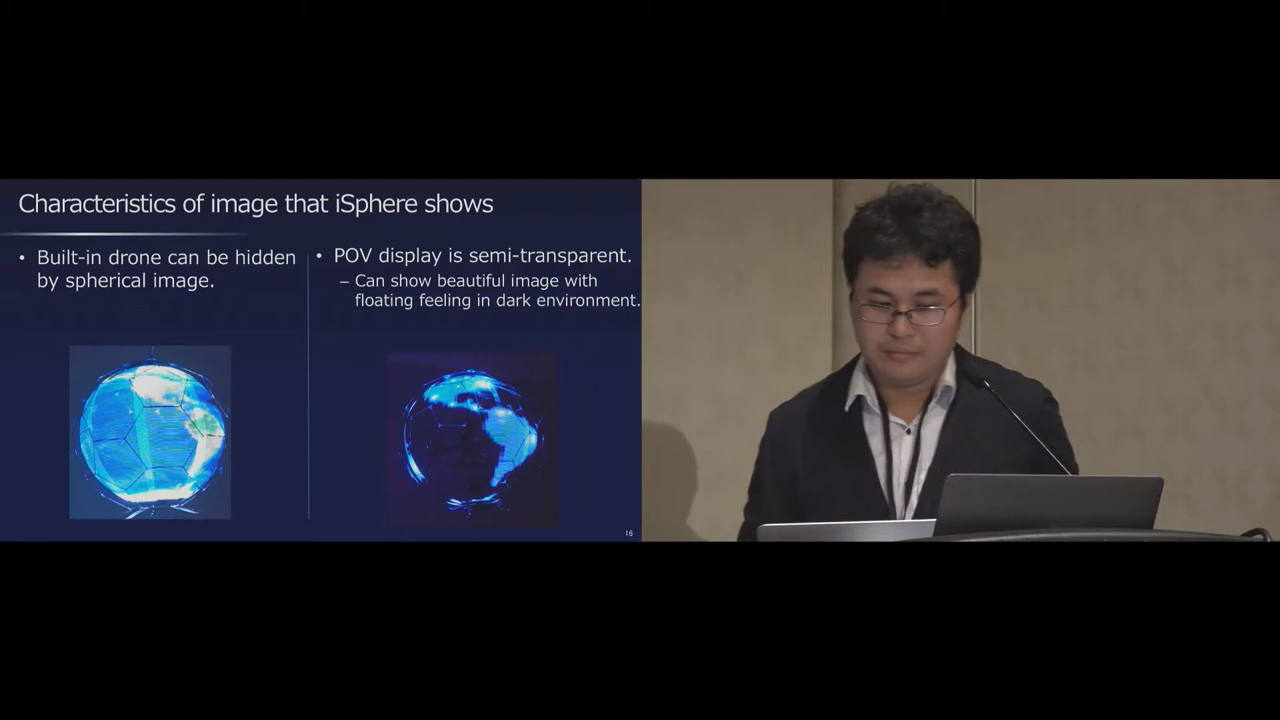 Characteristics of image that iSphere shows
• Built-in drone can be hidden
by spherical image.
• POV display is semi-transparent.
– Can show beautiful image with
floating feeling in dark environment.
16